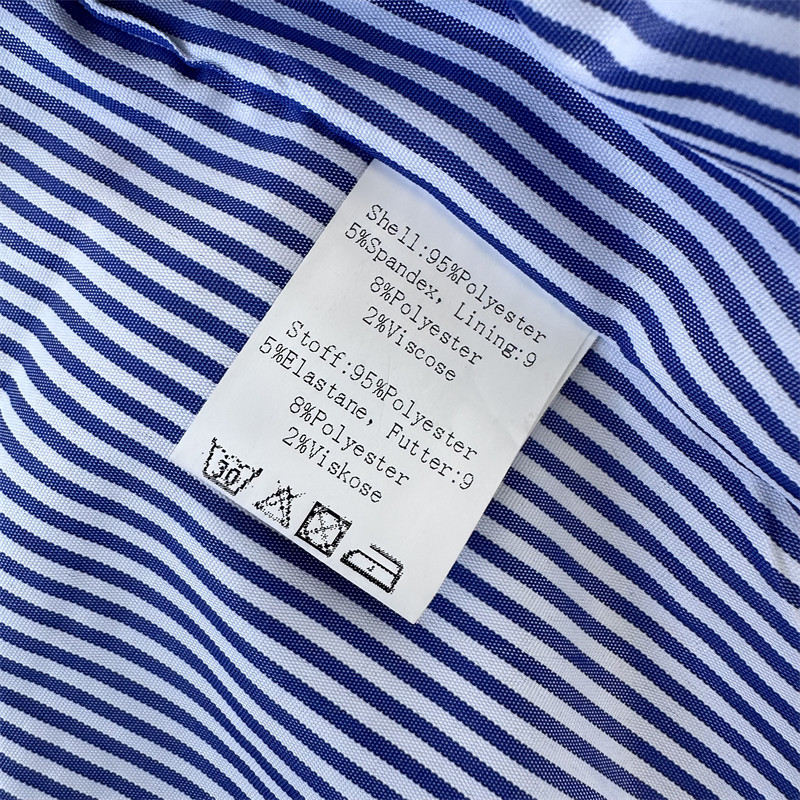 Shell:95%Polyester
5%Spandex, Lining:9
8%Polyester
2%Viscose
Stoff:95%Polyester
5%Elastane, Futter:9
8%Polyester
2%Viskose
30